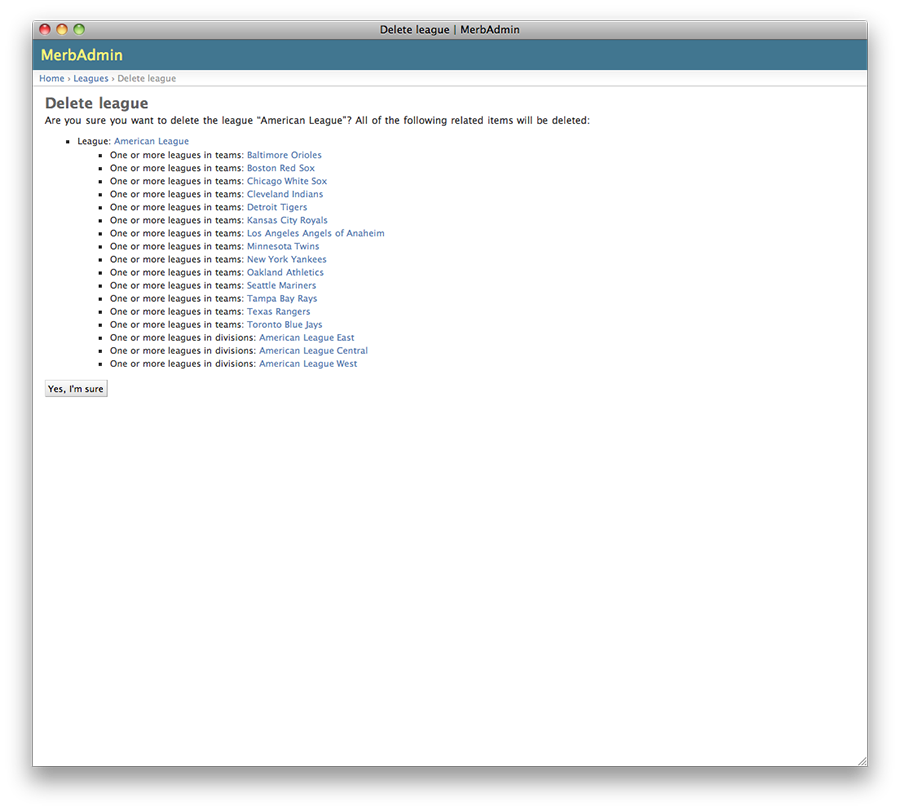 Delete league | MerbAdmin
MerbAdmin
Home › Leagues › Delete league
Delete league
Are you sure you want to delete the league “American League”? All of the following related items will be deleted:
League: American League
One or more leagues in teams: Baltimore Orioles
One or more leagues in teams: Boston Red Sox
One or more leagues in teams: Chicago White Sox
One or more leagues in teams: Cleveland Indians
One or more leagues in teams: Detroit Tigers
One or more leagues in teams: Kansas City Royals
One or more leagues in teams: Los Angeles Angels of Anaheim
One or more leagues in teams: Minnesota Twins
One or more leagues in teams: New York Yankees
One or more leagues in teams: Oakland Athletics
One or more leagues in teams: Seattle Mariners
One or more leagues in teams: Tampa Bay Rays
One or more leagues in teams: Texas Rangers
One or more leagues in teams: Toronto Blue Jays
One or more leagues in divisions: American League East
One or more leagues in divisions: American League Central
One or more leagues in divisions: American League West
Yes, I'm sure